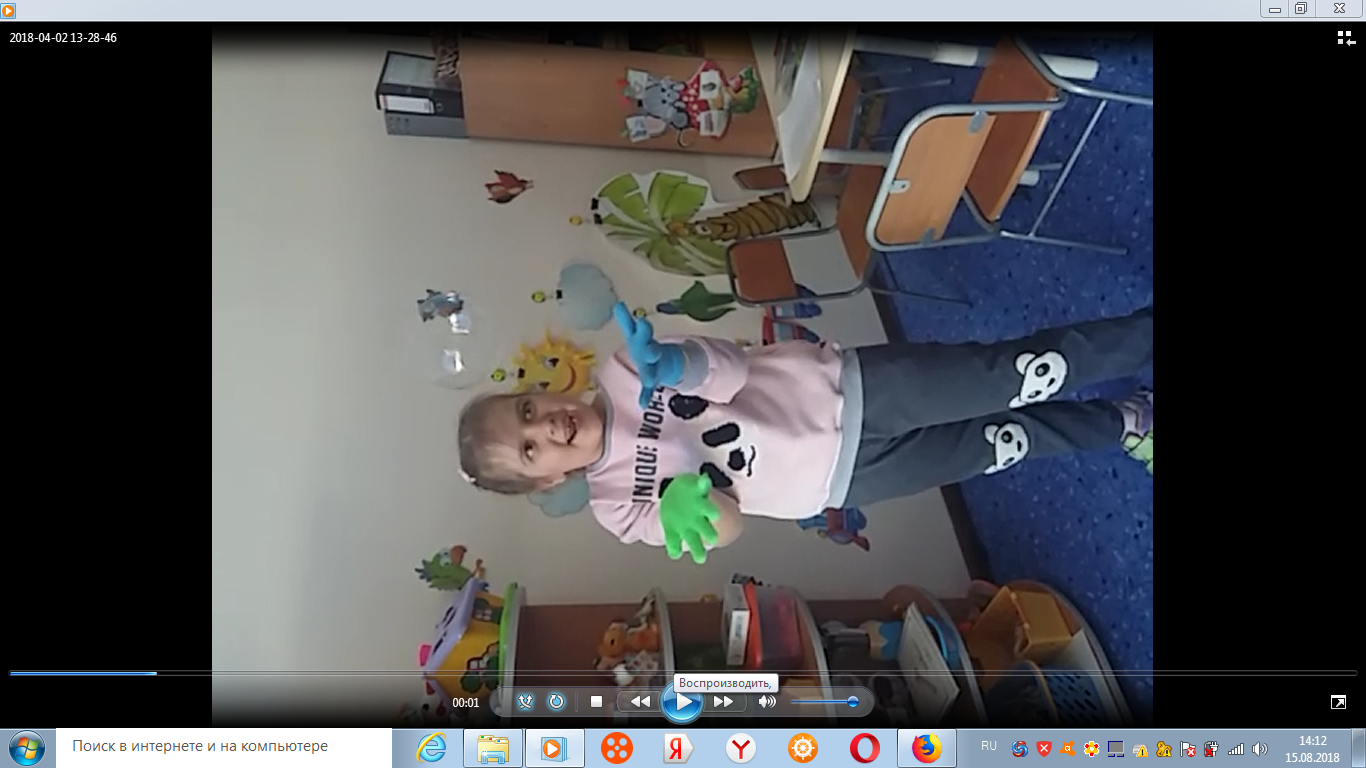 2018-04-02 13-28-46
Воспроизводить,
00:01
Поиск в интернете и на компьютере
Я
Y
RU
14:12
15.08.2018